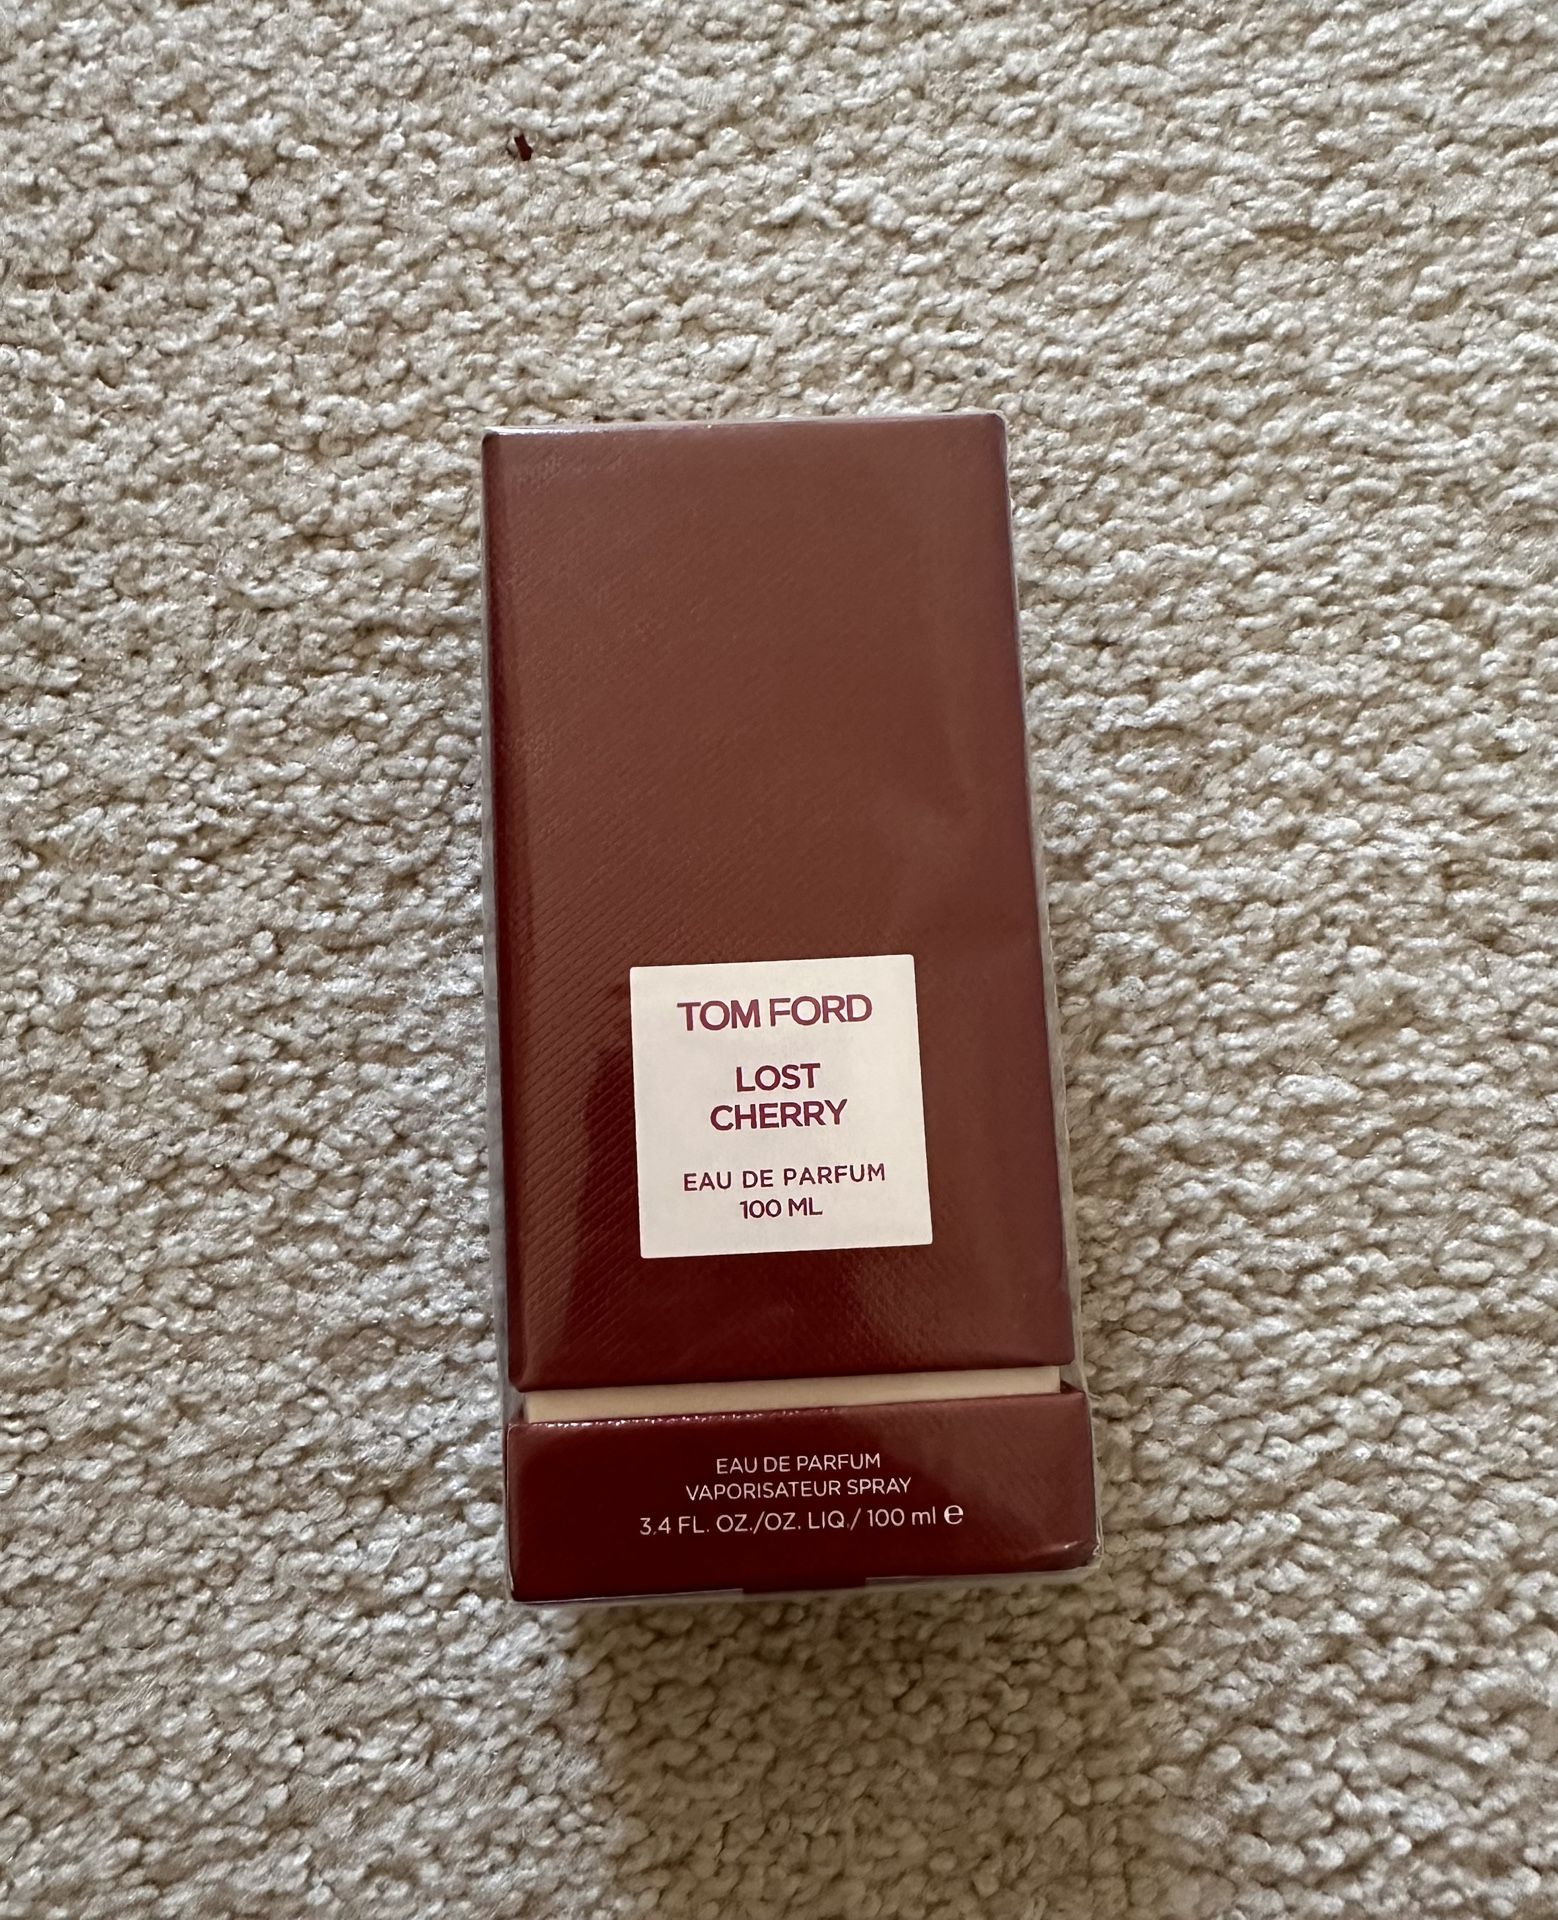 TOM FORD
LOST
CHERRY
EAU DE PARFUM
100 ML
EAU DE PARFUM
VAPORISATEUR SPRAY
3.4 FL. OZ./OZ. LIQ./ 100 ml ℮